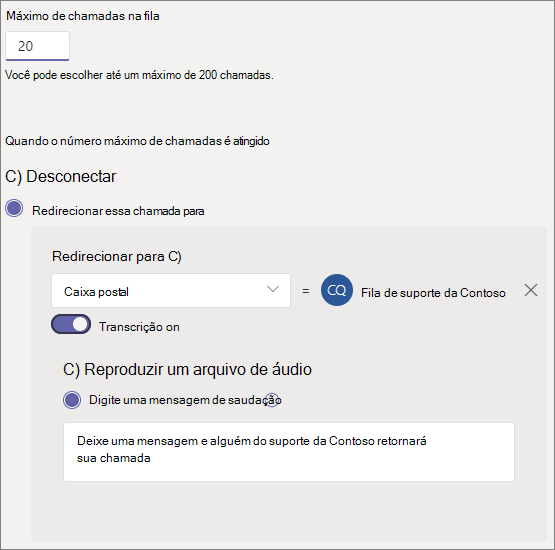 Máximo de chamadas na fila
20
Você pode escolher até um máximo de 200 chamadas.
Quando o número máximo de chamadas é atingido
C) Desconectar
Redirecionar essa chamada para
Redirecionar para C)
Caixa postal = CQ Fila de suporte da Contoso
Transcrição on
C) Reproduzir um arquivo de áudio
Digite uma mensagem de saudação
Deixe uma mensagem e alguém do suporte da Contoso retornará
sua chamada